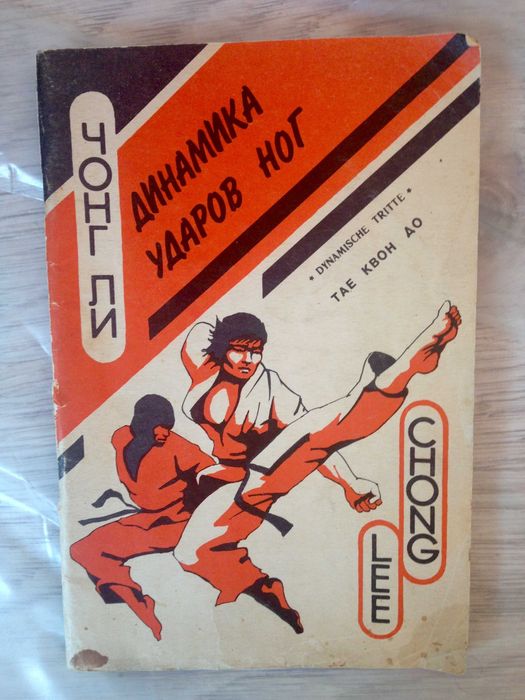 ЧОНГ ЛИ
ДИНАМИКА
УДАРОВ НОГ
• DYNAMISCHE TRITTE •
ТАЕ КВОН ДО
CHONG
LEE